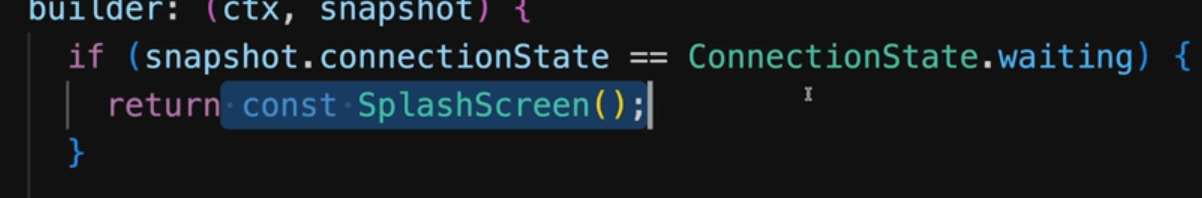 builder: (ctx, snapshot) {
if (snapshot.connectionState == ConnectionState.waiting) {
return const SplashScreen();
}